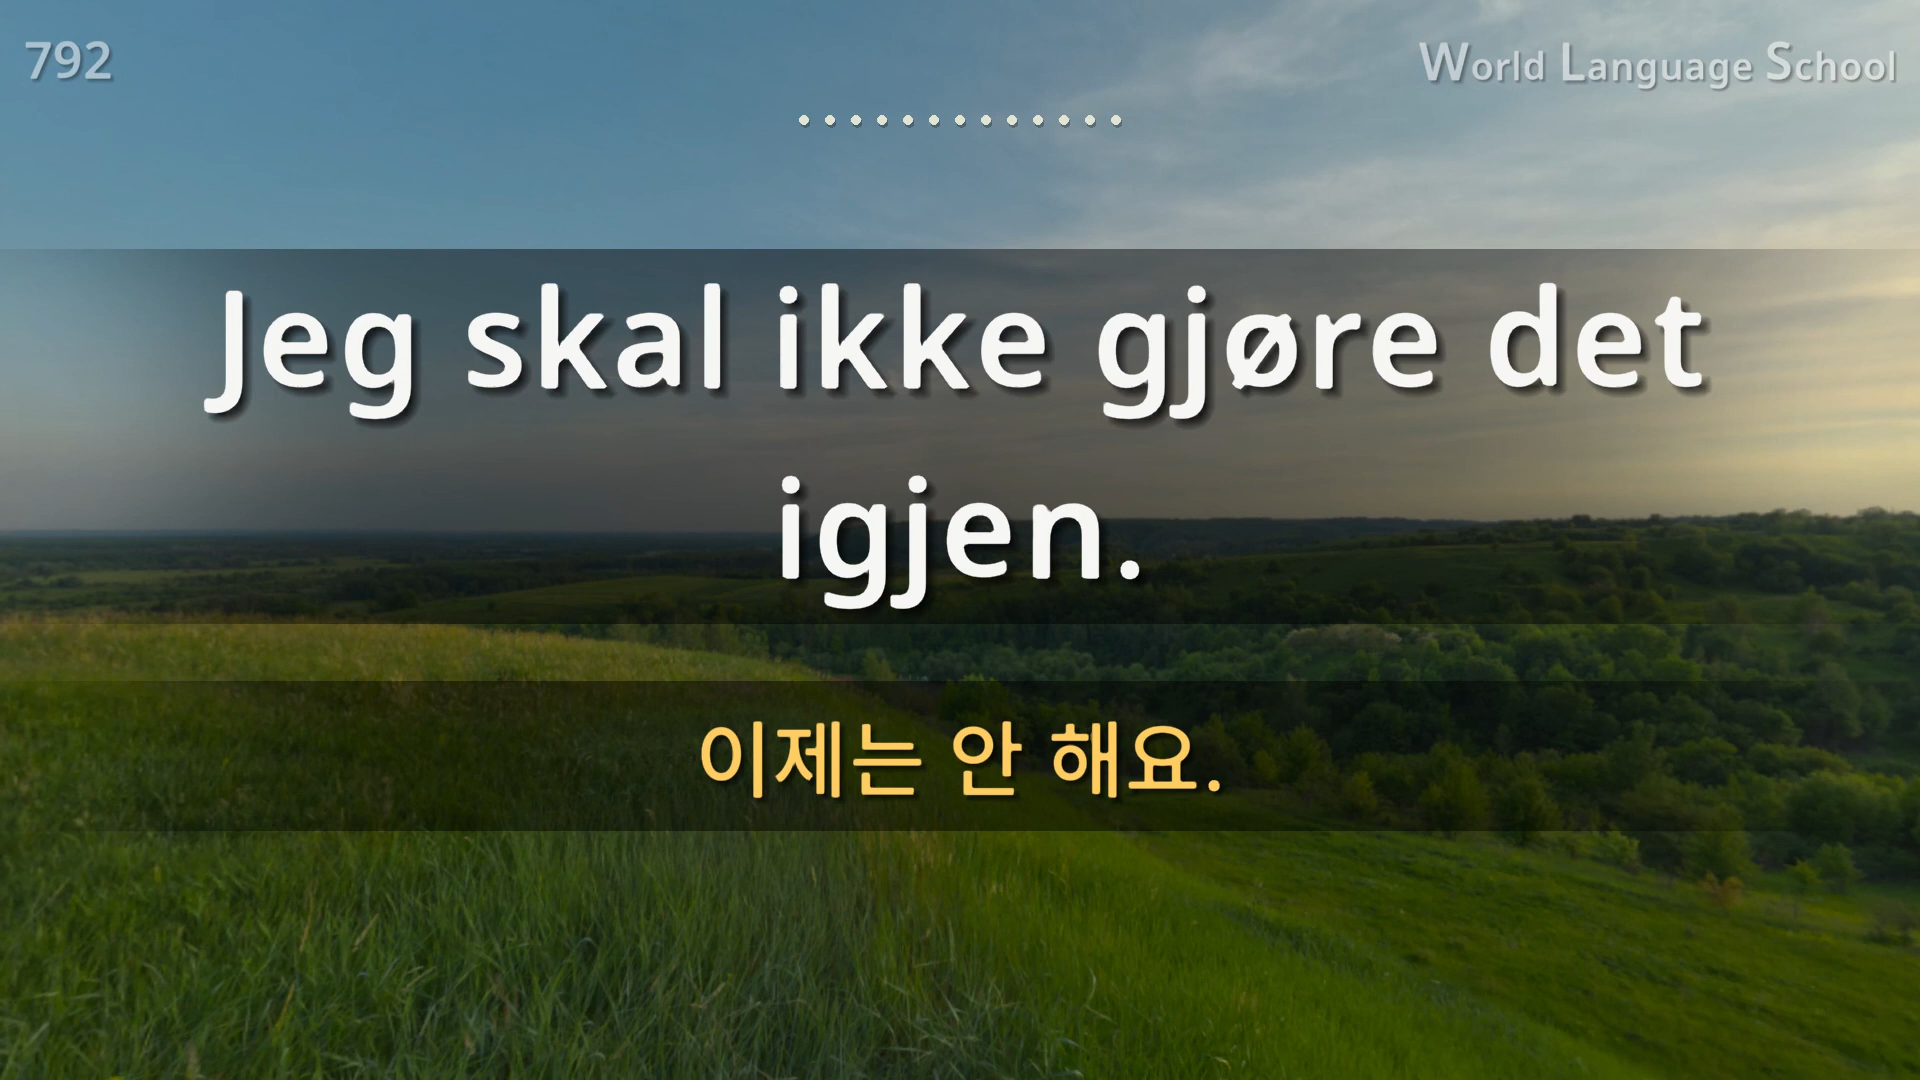 792
World Language School
Jeg skal ikke gjøre det
igjen.
이제는 안 해요.